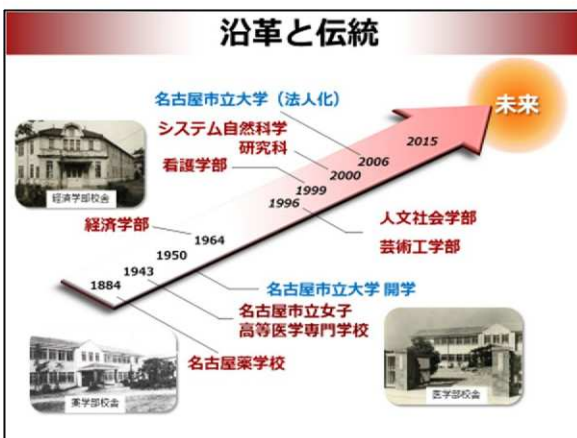 沿革と伝統
未来
名古屋市立大学（法人化）
システム自然科学
研究科
看護学部
経済学部
2015
2006
2000
1999
1996
1964
1950
1943
1884
人文社会学部
芸術工学部
名古屋市立大学 開学
名古屋市立女子
高等医学専門学校
名古屋薬学校
経済学部校舎
薬学部校舎
医学部校舎